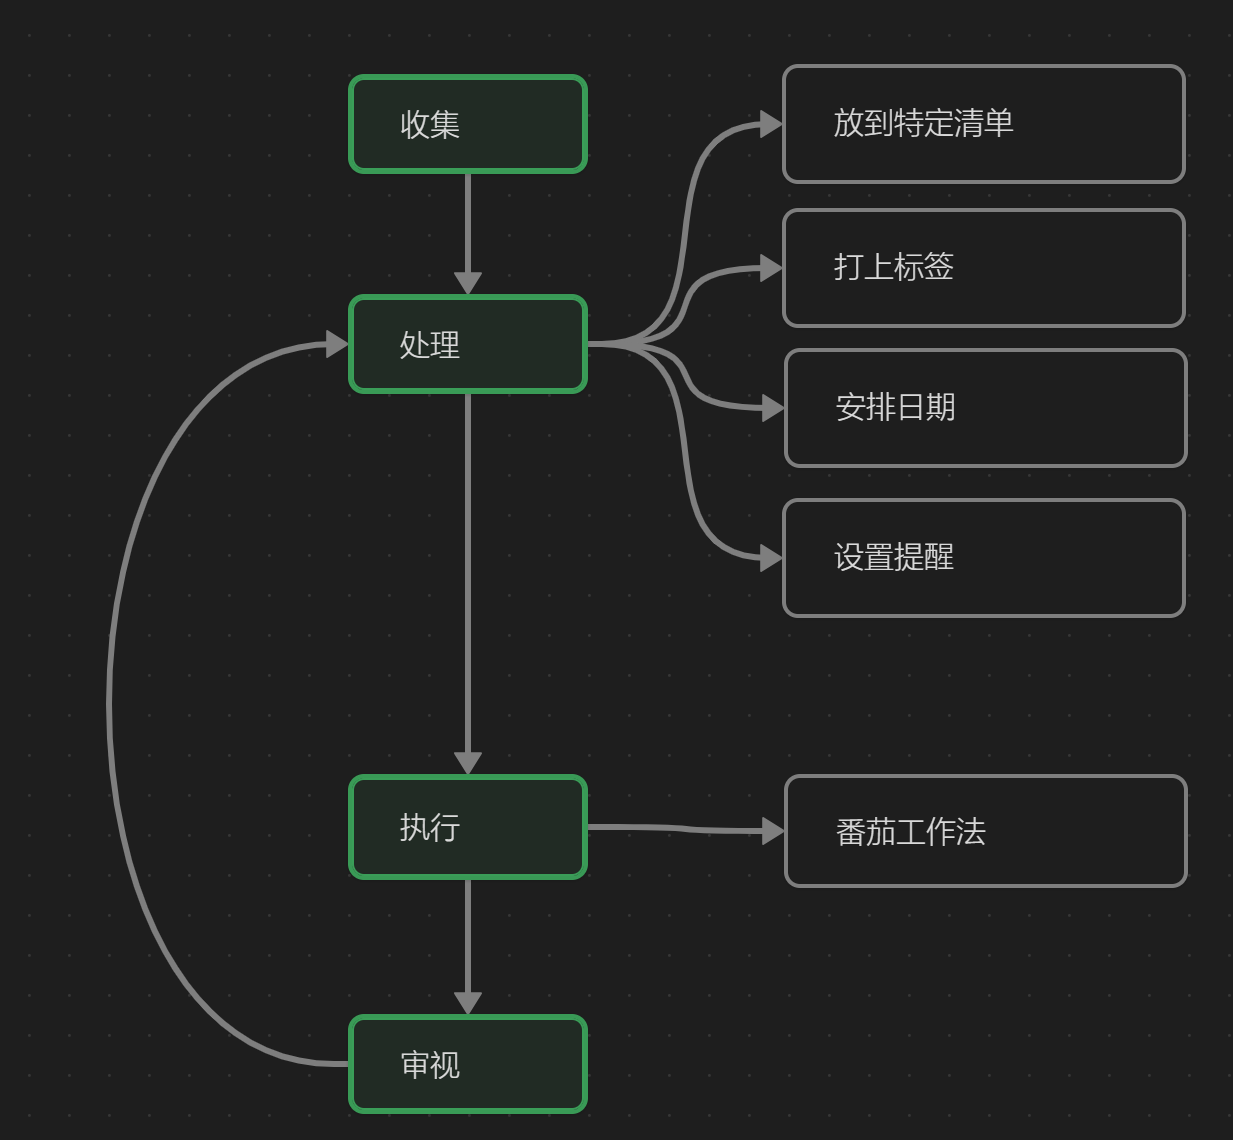 收集
处理
放到特定清单
打上标签
安排日期
设置提醒
执行
番茄工作法
审视